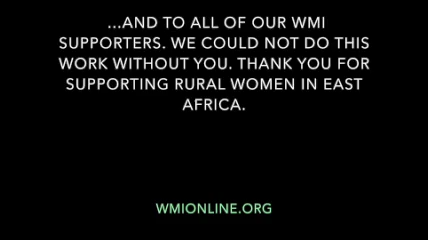 ...AND TO ALL OF OUR WMI
SUPPORTERS. WE COULD NOT DO THIS
WORK WITHOUT YOU. THANK YOU FOR
SUPPORTING RURAL WOMEN IN EAST
AFRICA.
WMIONLINE.ORG